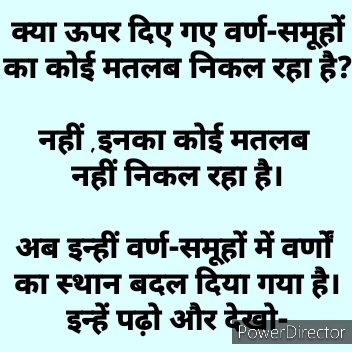 क्या ऊपर दिए गए वर्ण-समूहों
का कोई मतलब निकल रहा है?
नहीं , इनका कोई मतलब
नहीं निकल रहा है।
अब इन्हीं वर्ण-समूहों में वर्णों
का स्थान बदल दिया गया है।
इन्हें पढ़ो और देखो-
PowerDirector